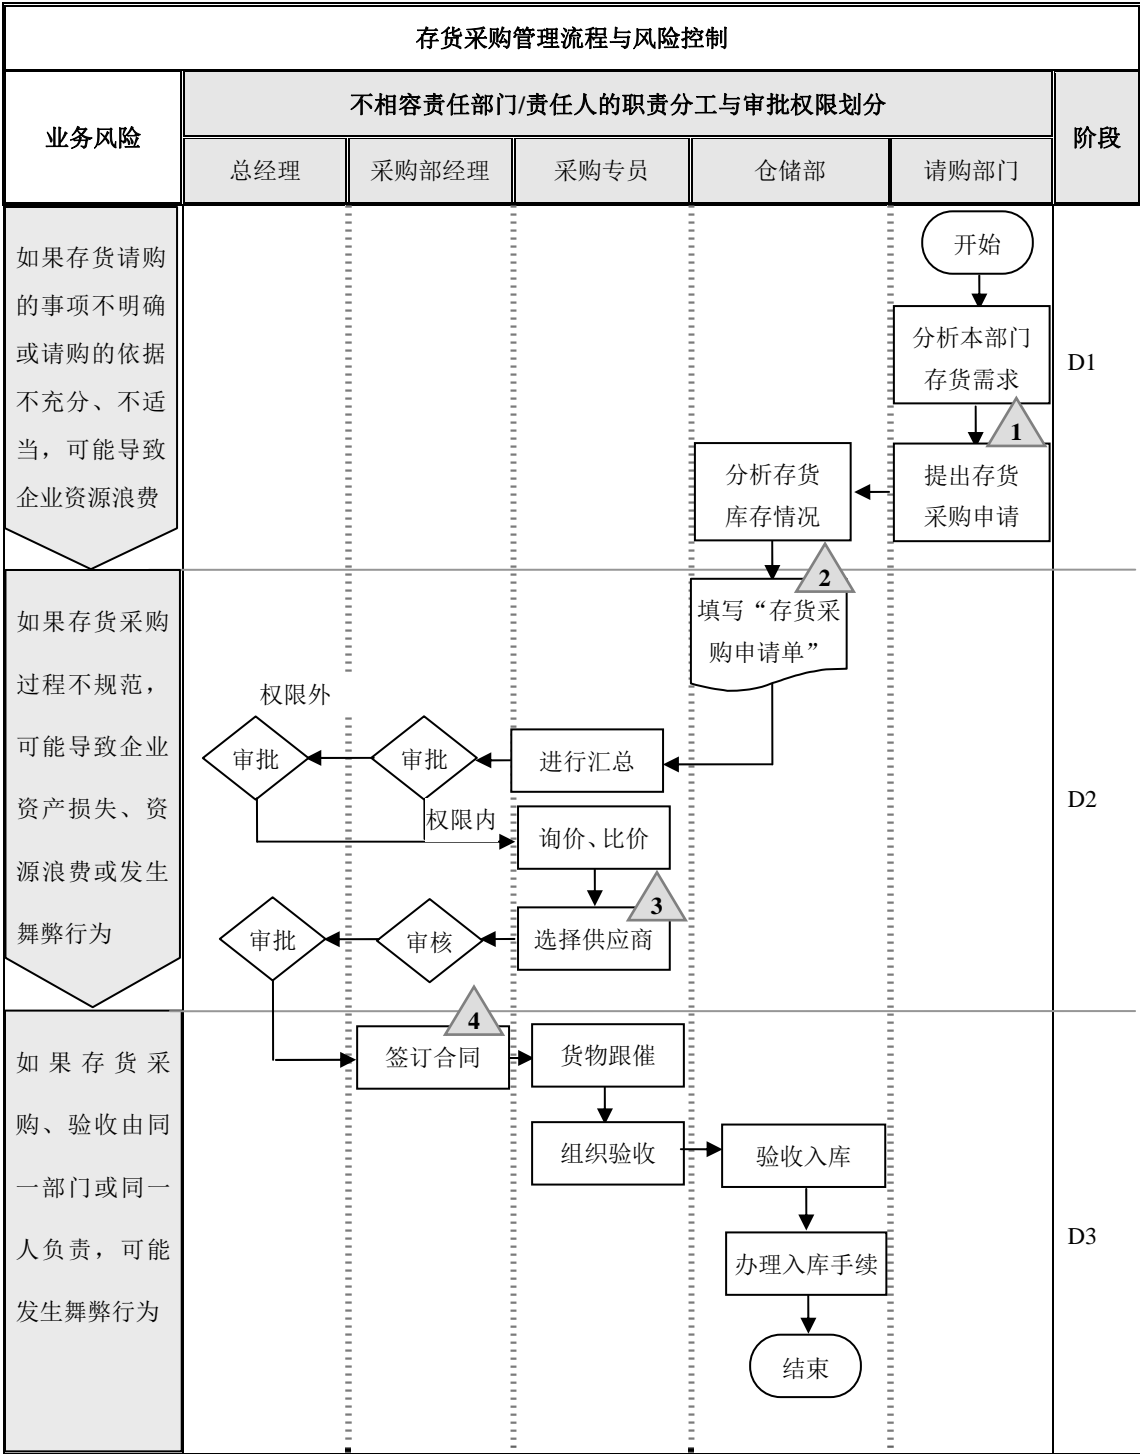 存货采购管理流程与风险控制
业务风险
不相容责任部门/责任人的职责分工与审批权限划分
阶段
总经理
采购部经理
采购专员
仓储部
请购部门
如果存货请购
的事项不明确
或请购的依据
不充分、不适
当，可能导致
企业资源浪费
开始
分析本部门
存货需求
D1
1
提出存货
采购申请
分析存货
库存情况
如果存货采购
过程不规范，
可能导致企业
资产损失、资
源浪费或发生
舞弊行为
2
填写“存货采
购申请单”
权限外
审批
审批
进行汇总
D2
权限内
询价、比价
3
审批
审核
选择供应商
如果存货采
购、验收由同
一部门或同一
人负责，可能
发生舞弊行为
4
签订合同
货物跟催
组织验收
验收入库
D3
办理入库手续
结束